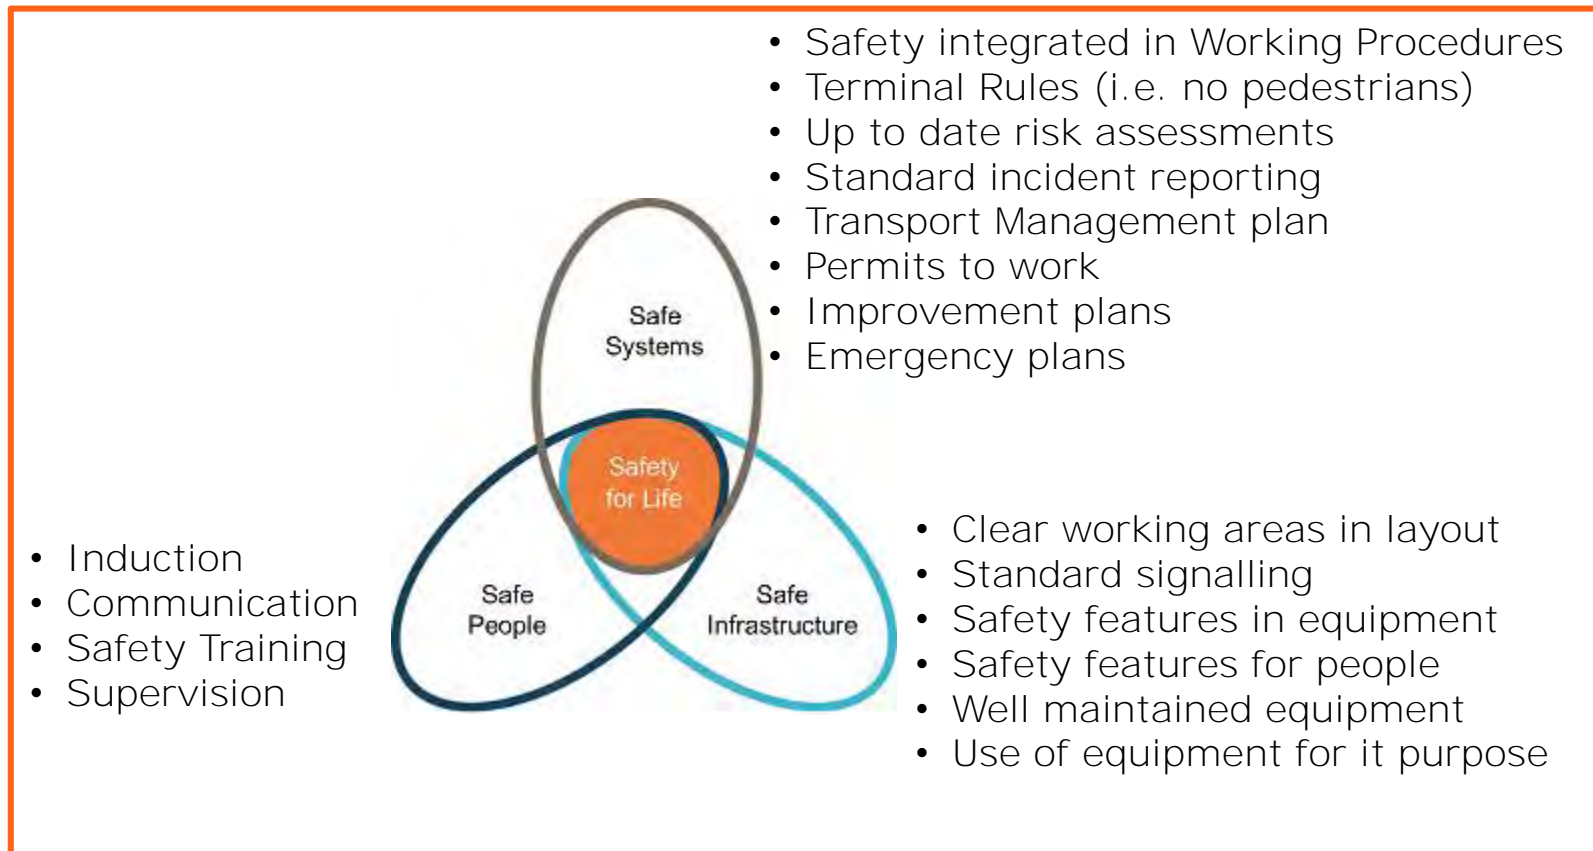 • Safety integrated in Working Procedures
• Terminal Rules (i.e. no pedestrians)
• Up to date risk assessments
• Standard incident reporting
• Transport Management plan
• Permits to work
• Improvement plans
• Emergency plans
Safe
Systems
Safety
for Life
Safe
People
Safe
Infrastructure
• Induction
• Communication
• Safety Training
• Supervision
• Clear working areas in layout
• Standard signalling
• Safety features in equipment
• Safety features for people
• Well maintained equipment
• Use of equipment for it purpose